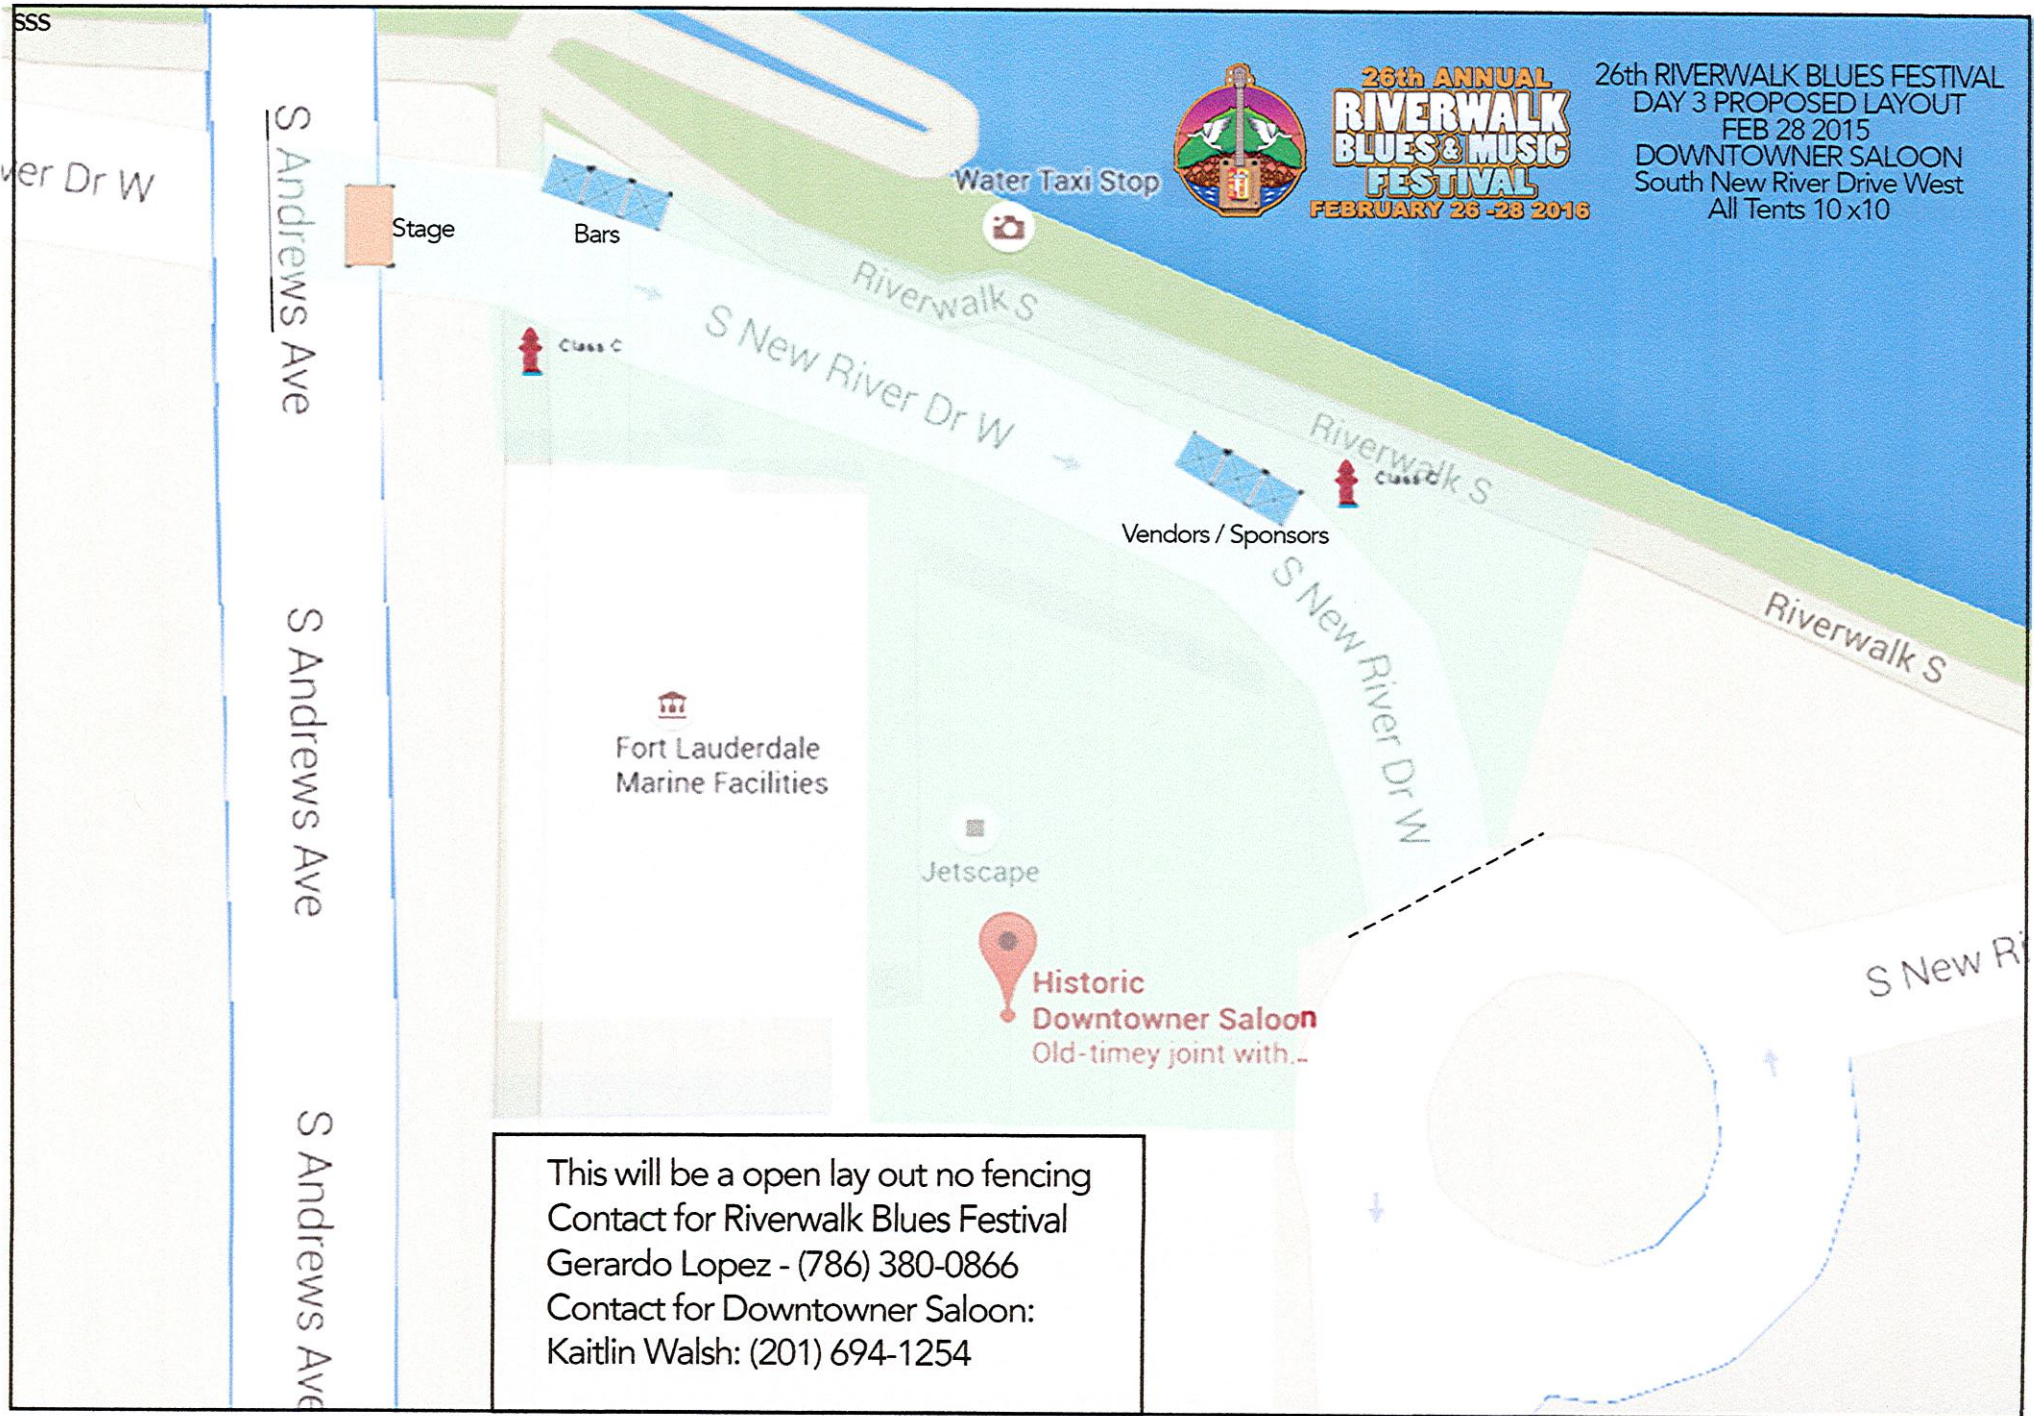 sss
26th ANNUAL
RIVERWALK
BLUES & MUSIC
FESTIVAL
FEBRUARY 26 -28 2016
26th RIVERWALK BLUES FESTIVAL
DAY 3 PROPOSED LAYOUT
FEB 28 2015
DOWNTOWNER SALOON
South New River Drive West
All Tents 10 x10
ver Dr W
S Andrews Ave
Stage
Bars
Water Taxi Stop
Riverwalk S
Class C
S New River Dr W
Riverwalk S
Class C
Vendors / Sponsors
S New River Dr W
Riverwalk S
S Andrews Ave
Fort Lauderdale
Marine Facilities
Jetscape
Historic
Downtowner Saloon
Old-timey joint with...
S New Ri
S Andrews Ave
This will be a open lay out no fencing
Contact for Riverwalk Blues Festival
Gerardo Lopez - (786) 380-0866
Contact for Downtowner Saloon:
Kaitlin Walsh: (201) 694-1254